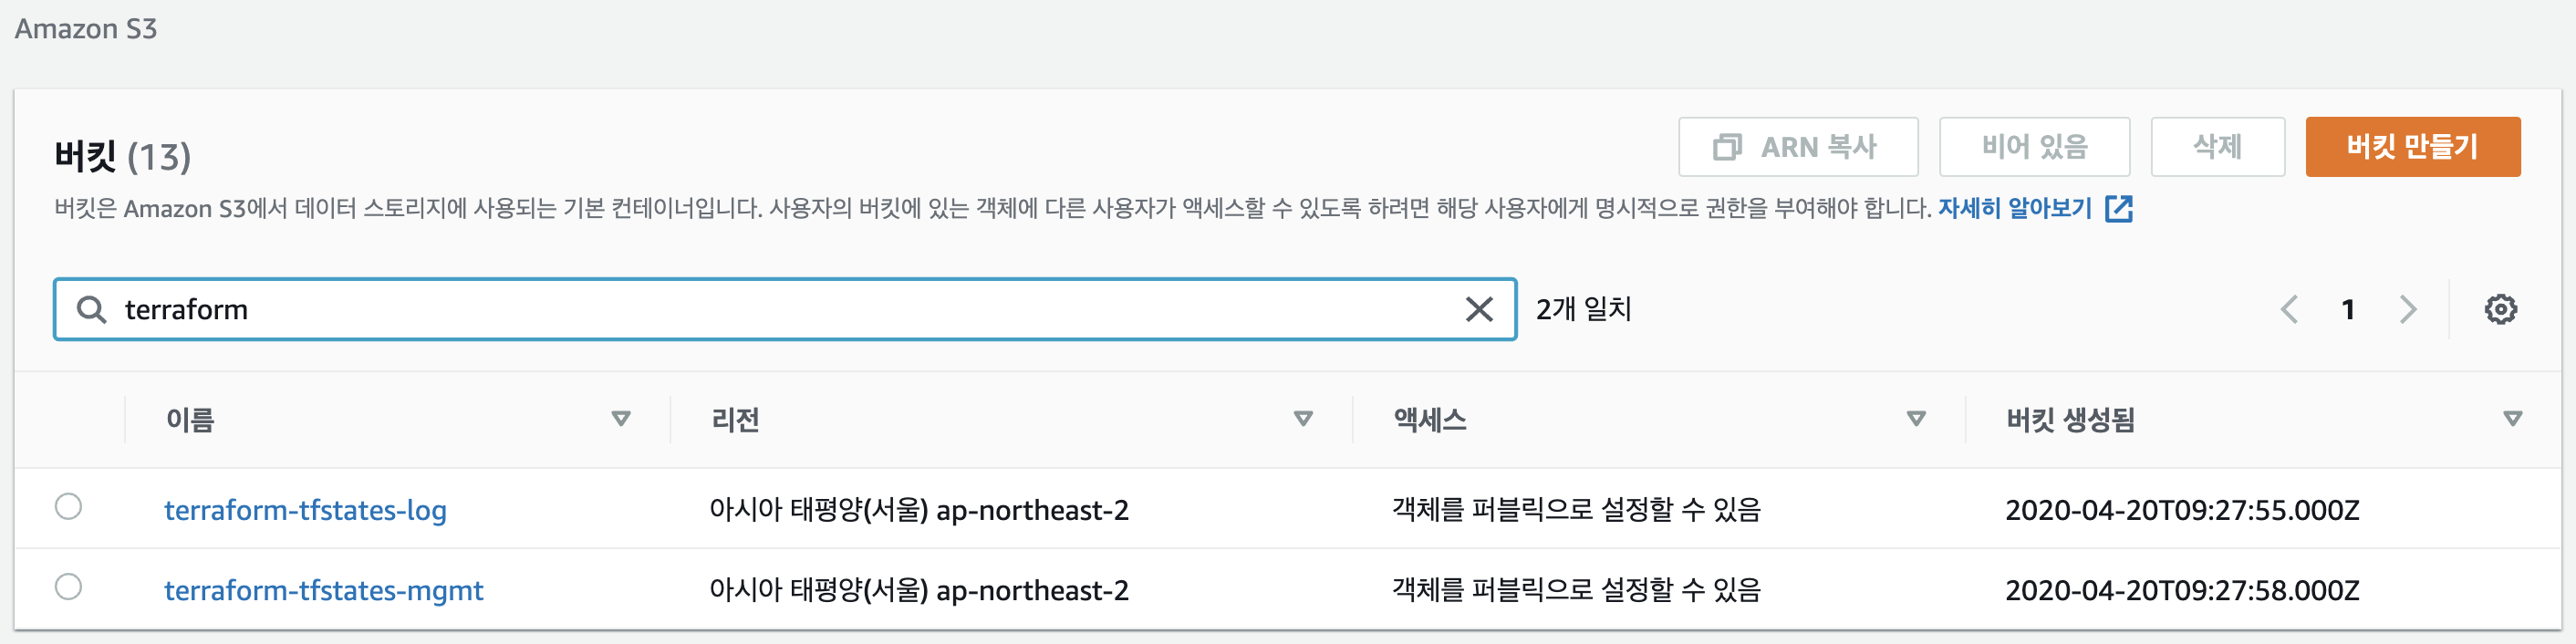 Amazon S3
버킷 (13)
ARN 복사
비어 있음
삭제
버킷 만들기
버킷은 Amazon S3에서 데이터 스토리지에 사용되는 기본 컨테이너입니다. 사용자의 버킷에 있는 객체에 다른 사용자가 액세스할 수 있도록 하려면 해당 사용자에게 명시적으로 권한을 부여해야 합니다. 자세히 알아보기
terraform 2개 일치 1
이름 리전 액세스 버킷 생성됨
terraform-tfstates-log 아시아 태평양(서울) ap-northeast-2 객체를 퍼블릭으로 설정할 수 있음 2020-04-20T09:27:55.000Z
terraform-tfstates-mgmt 아시아 태평양(서울) ap-northeast-2 객체를 퍼블릭으로 설정할 수 있음 2020-04-20T09:27:58.000Z